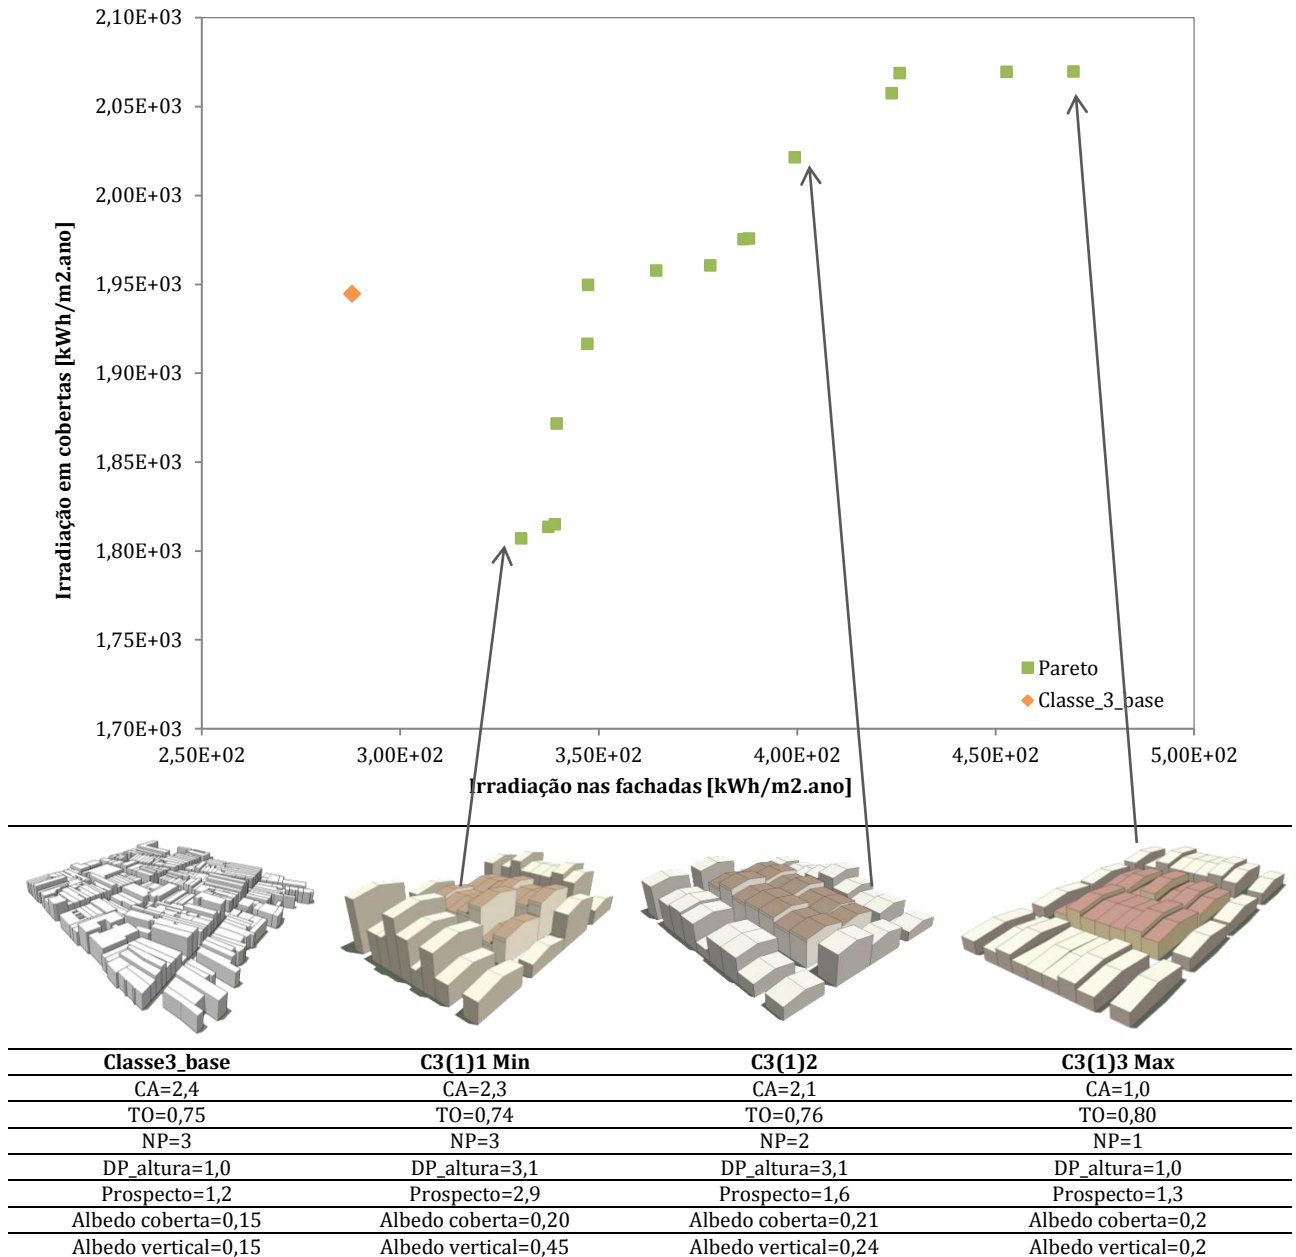 2,10E+03
2,05E+03
2,00E+03
1,95E+03
1,90E+03
1,85E+03
1,80E+03
1,75E+03
1,70E+03
Irradiação em cobertas [kWh/m2.ano]
Pareto
Classe_3_base
2,50E+02 3,00E+02 3,50E+02 4,00E+02 4,50E+02 5,00E+02
Irradiação nas fachadas [kWh/m2.ano]
Classe3_base C3(1)1 Min C3(1)2 C3(1)3 Max
CA=2,4 CA=2,3 CA=2,1 CA=1,0
TO=0,75 TO=0,74 TO=0,76 TO=0,80
NP=3 NP=3 NP=2 NP=1
DP_altura=1,0 DP_altura=3,1 DP_altura=3,1 DP_altura=1,0
Prospecto=1,2 Prospecto=2,9 Prospecto=1,6 Prospecto=1,3
Albedo coberta=0,15 Albedo coberta=0,20 Albedo coberta=0,21 Albedo coberta=0,2
Albedo vertical=0,15 Albedo vertical=0,45 Albedo vertical=0,24 Albedo vertical=0,2